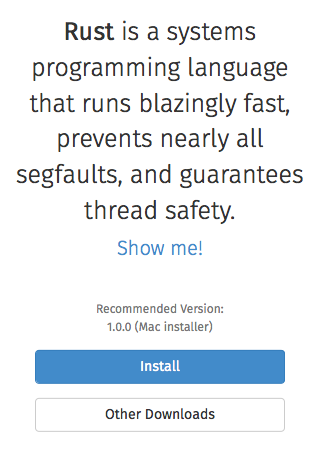 Rust is a systems
programming language
that runs blazingly fast,
prevents nearly all
segfaults, and guarantees
thread safety.
Show me!
Recommended Version:
1.0.0 (Mac installer)
Install
Other Downloads